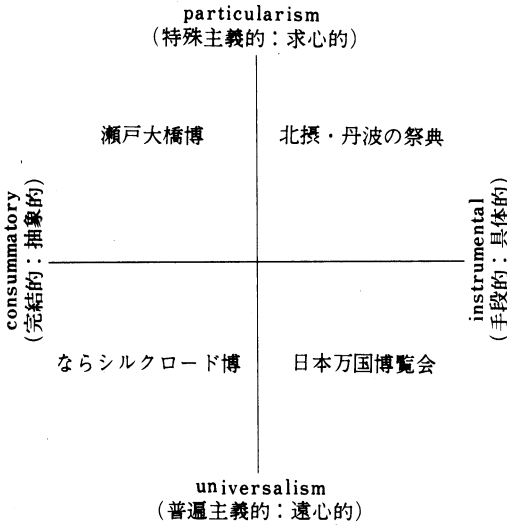 particularism
(特殊主義的：求心的)
瀬戸大橋博
北摂・丹波の祭典
consummatory
(完結的：抽象的)
instrumental
(手段的：具体的)
ならシルクロード博
日本万国博覧会
universalism
(普遍主義的：遠心的)